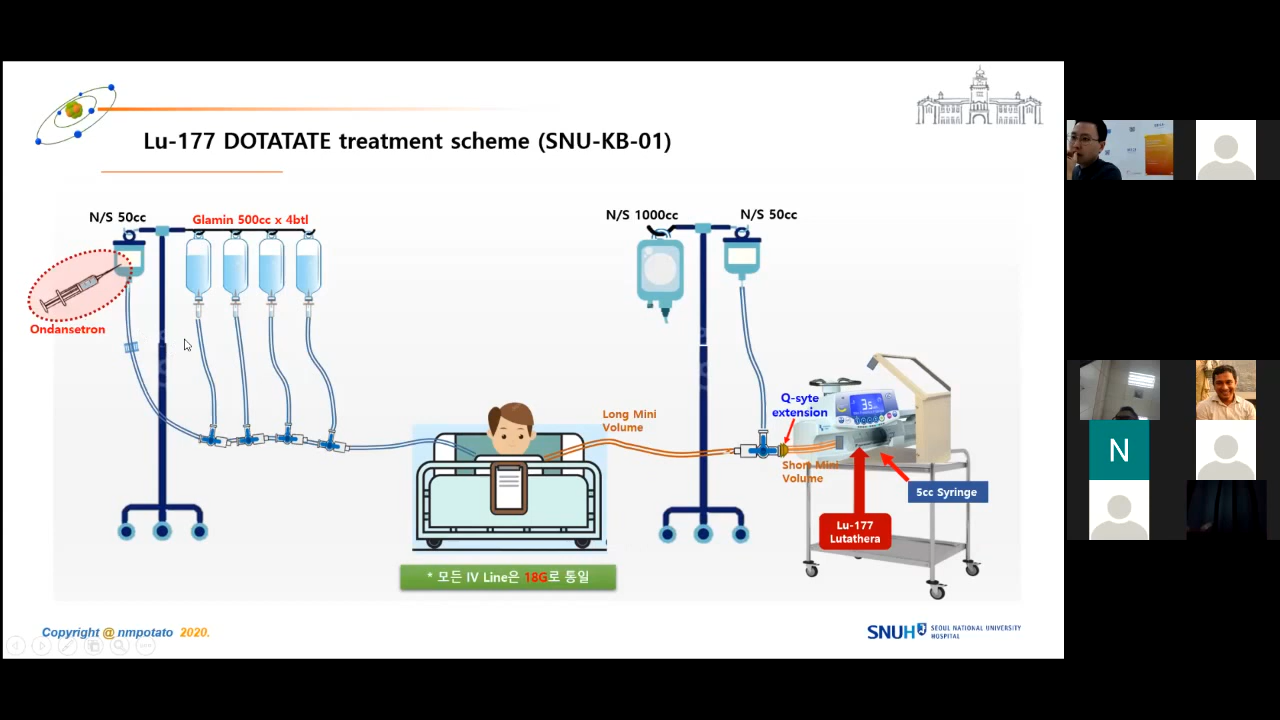 Lu-177 DOTATATE treatment scheme (SNU-KB-01)
N/S 50cc
Glamin 500cc x 4btl
N/S 1000cc
N/S 50cc
Ondansetron
Long Mini
Volume
Q-syte
extension
Short Mini
Volume
5cc Syringe
Lu-177
Lutathera
* 모든 IV Line은 18G로 통일
Copyright @ nmpotato 2020.
SNUH
SEOUL NATIONAL UNIVERSITY
HOSPITAL
N